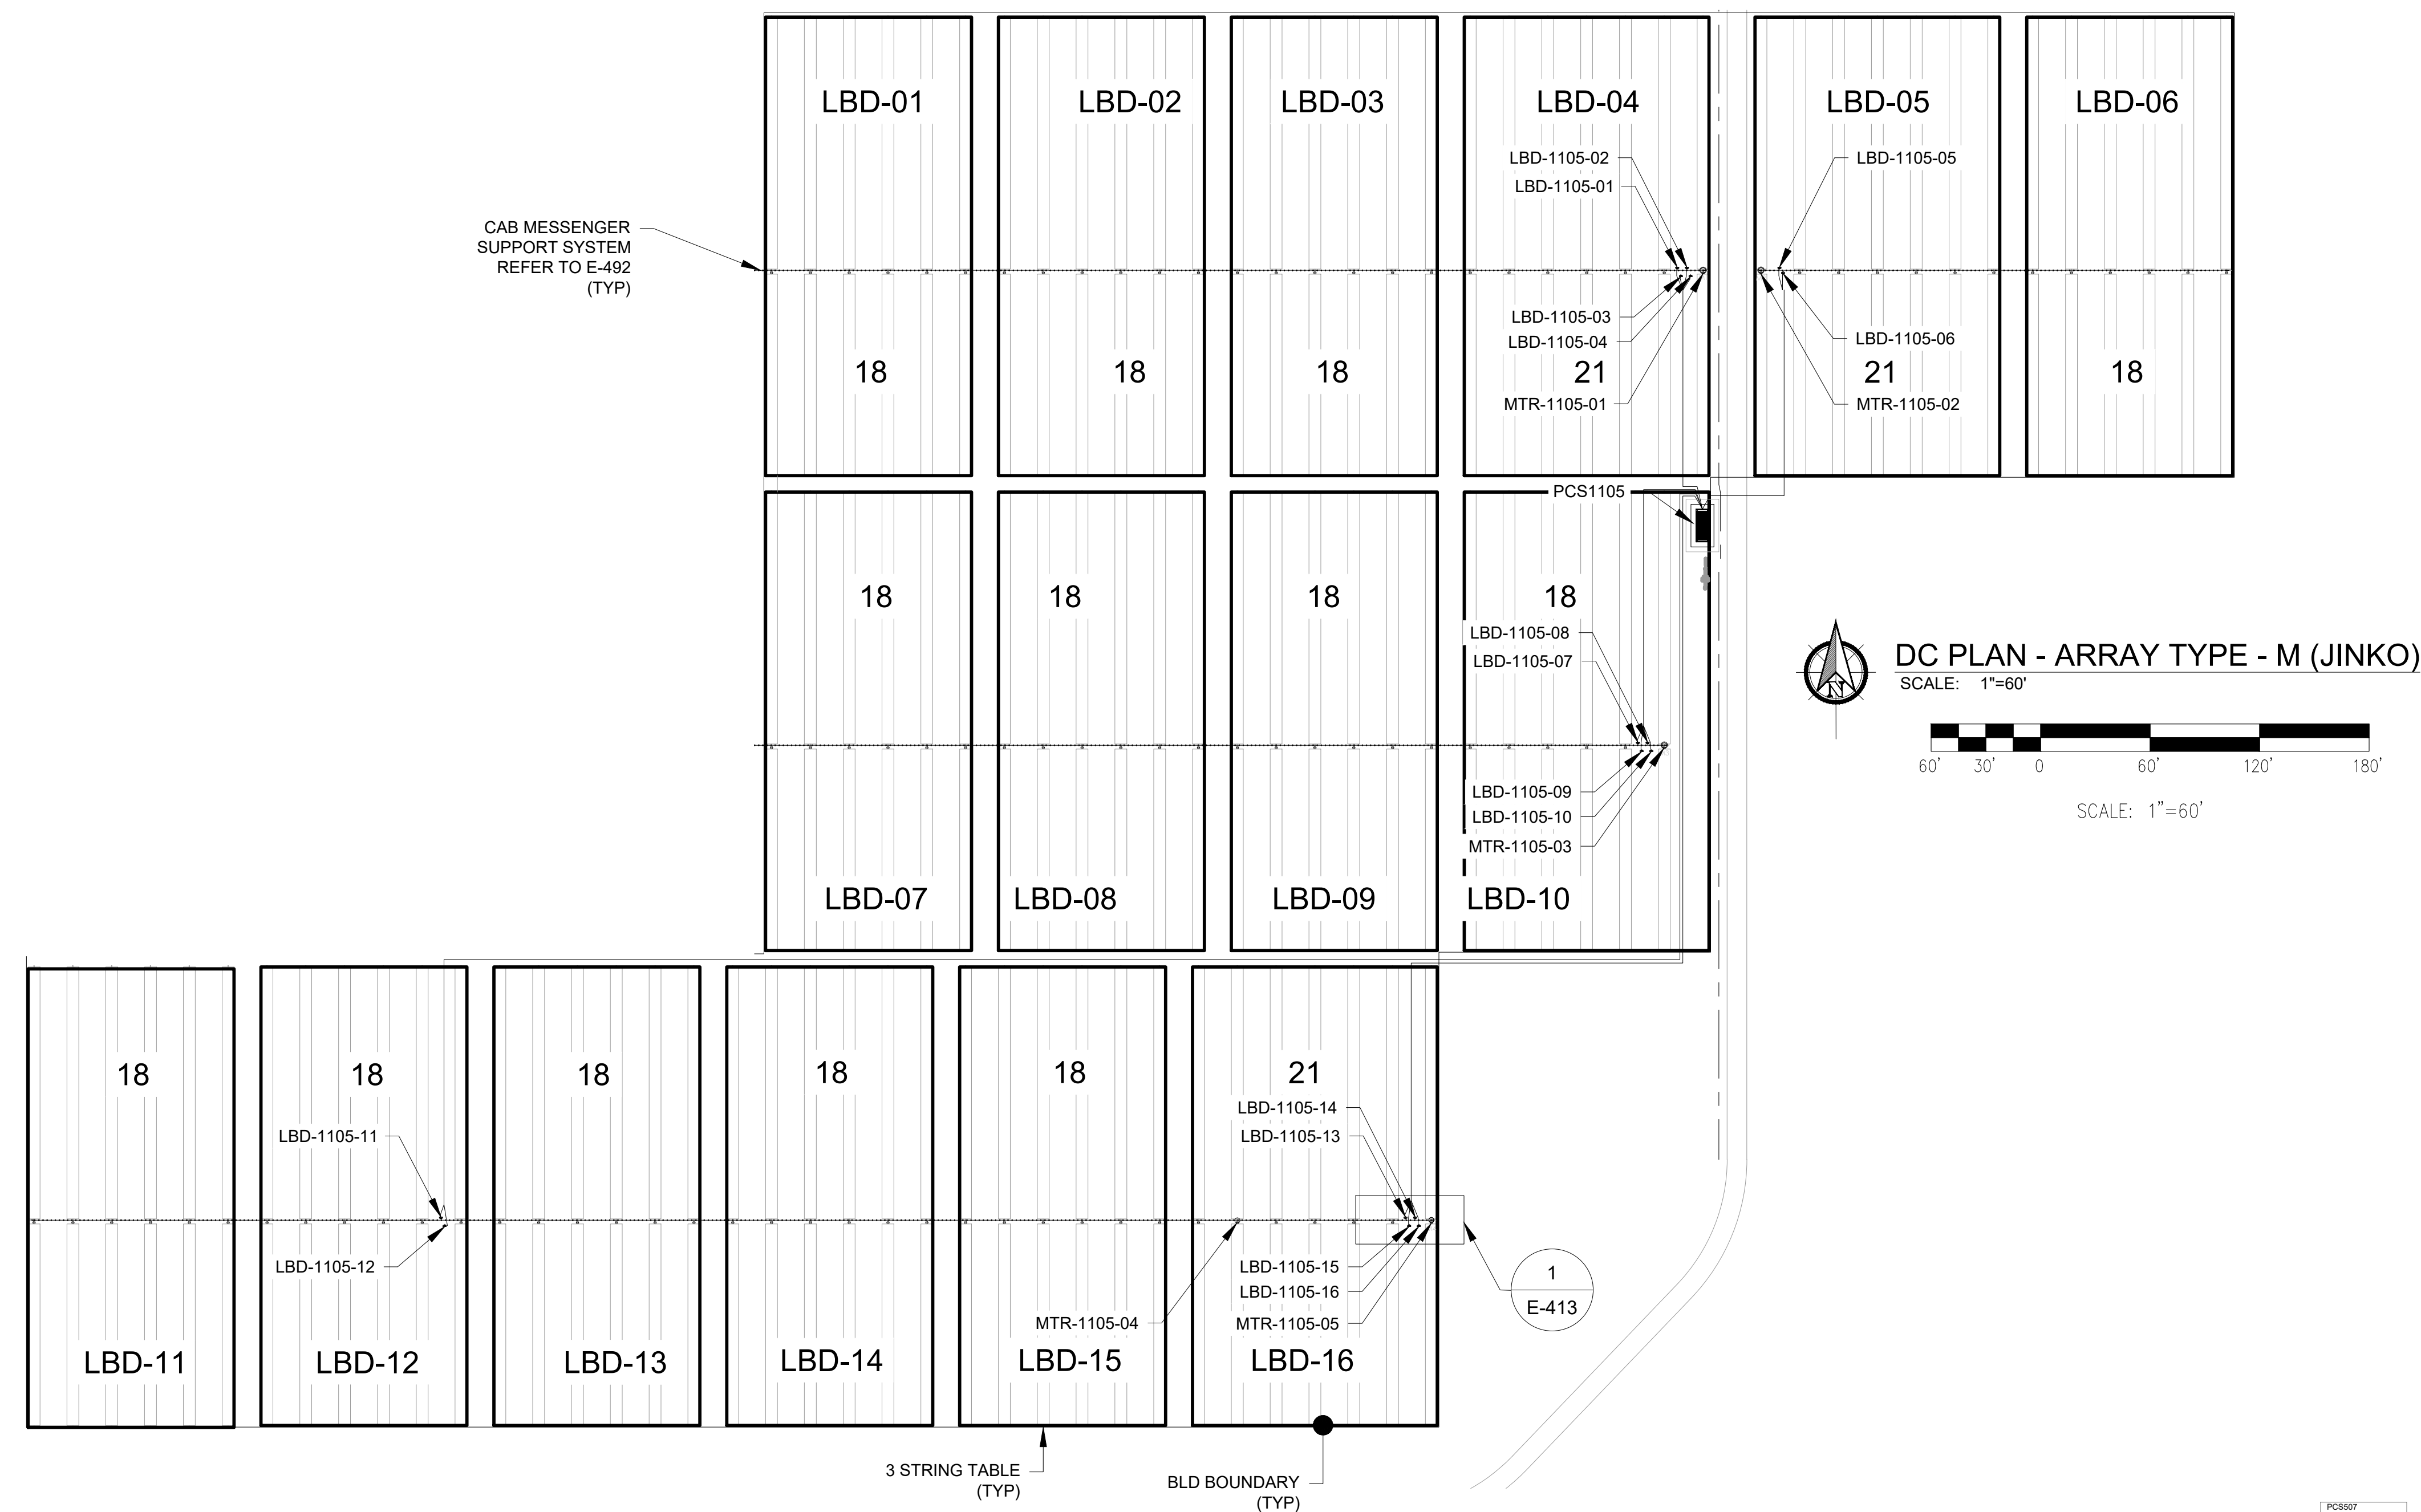 LBD-01
LBD-02
LBD-03
LBD-04
LBD-05
LBD-06
LBD-1105-02
LBD-1105-01
LBD-1105-05
CAB MESSENGER
SUPPORT SYSTEM
REFER TO E-492
(TYP)
LBD-1105-03
LBD-1105-04
LBD-1105-06
18
18
18
21
21
18
MTR-1105-01
MTR-1105-02
PCS1105
18
18
18
18
LBD-1105-08
LBD-1105-07
LBD-1105-09
LBD-1105-10
MTR-1105-03
LBD-07
LBD-08
LBD-09
LBD-10
N
DC PLAN - ARRAY TYPE - M (JINKO)
SCALE: 1"=60'
60' 30' 0 60' 120' 180'
SCALE: 1"=60'
18
18
18
18
18
21
LBD-1105-11
LBD-1105-14
LBD-1105-13
LBD-1105-12
LBD-1105-15
LBD-1105-16
MTR-1105-04
MTR-1105-05
1
E-413
LBD-11
LBD-12
LBD-13
LBD-14
LBD-15
LBD-16
3 STRING TABLE
(TYP)
BLD BOUNDARY
(TYP)
PCS507